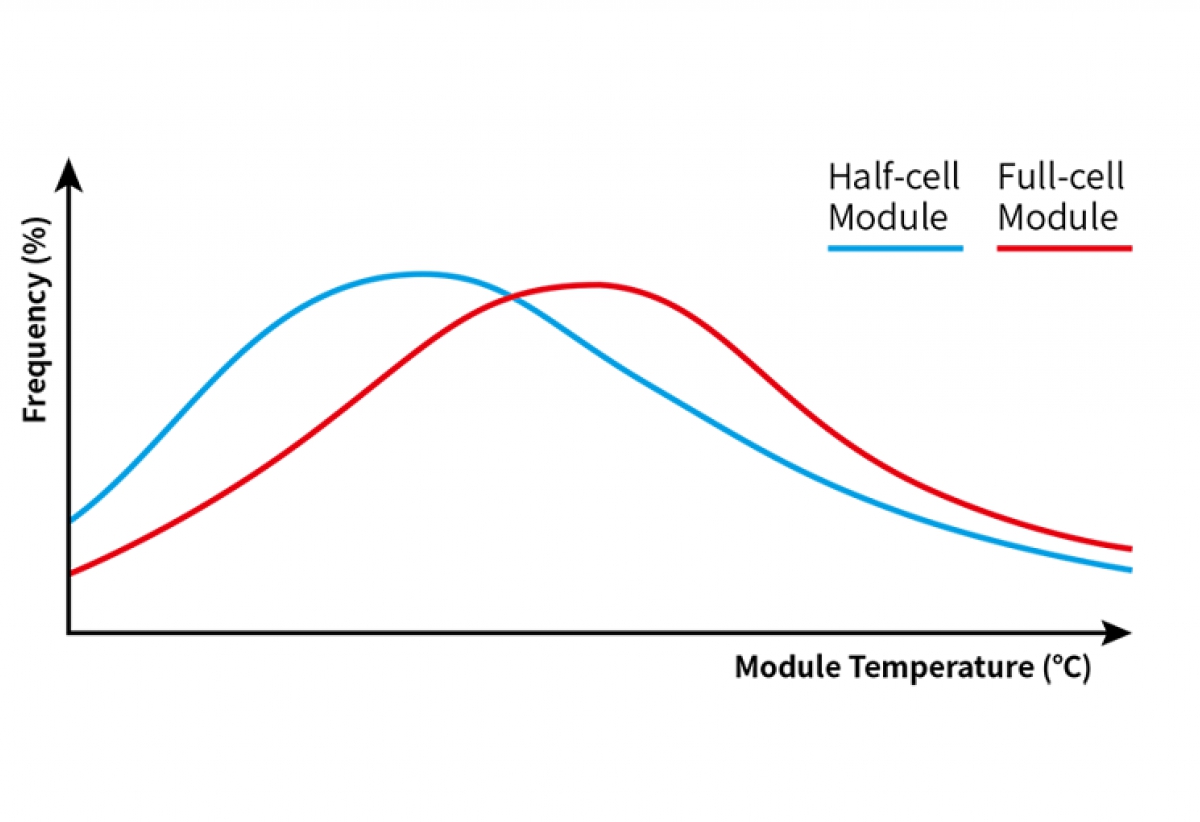 Half-cell
Module
Full-cell
Module
Frequency (%)
Module Temperature (°C)